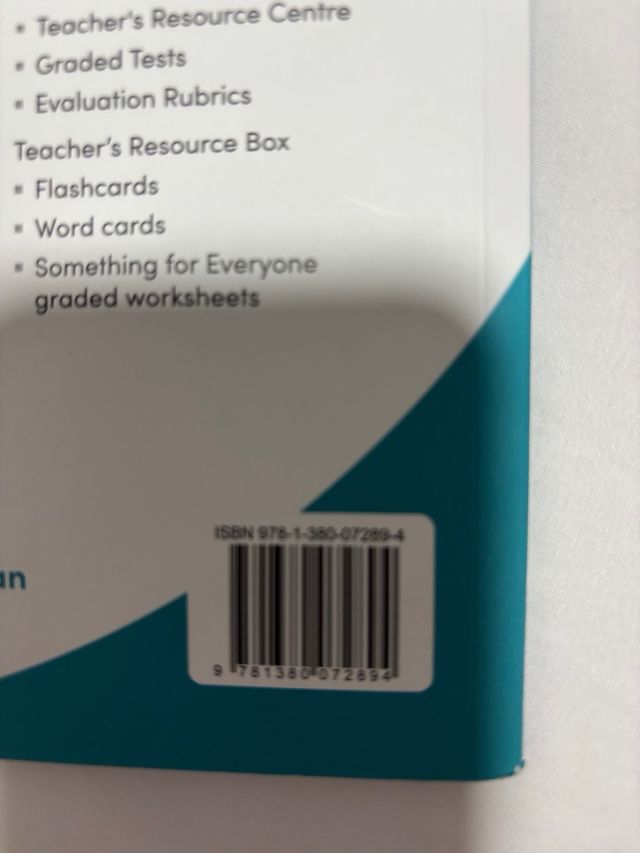 ▪ Teacher's Resource Centre
▪ Graded Tests
▪ Evaluation Rubrics
Teacher's Resource Box
▪ Flashcards
▪ Word cards
▪ Something for Everyone
graded worksheets
an
ISBN 978-1-380-07289-4
9 781380 072894